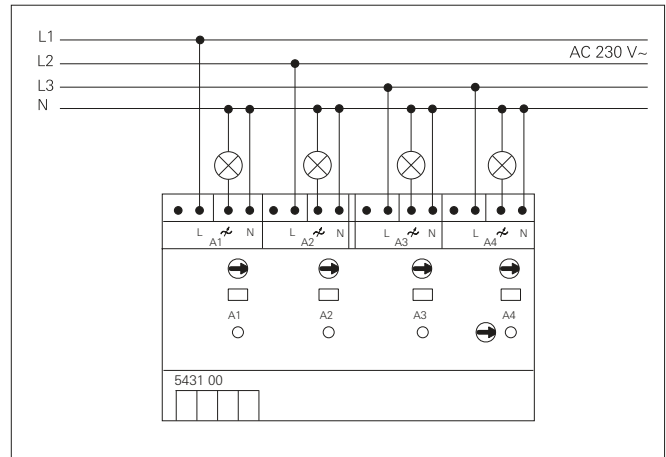 L1
AC 230 V~
L2
L3
N
L N L N L N L N
A1 A2 A3 A4
A1 A2 A3 A4
5431 00